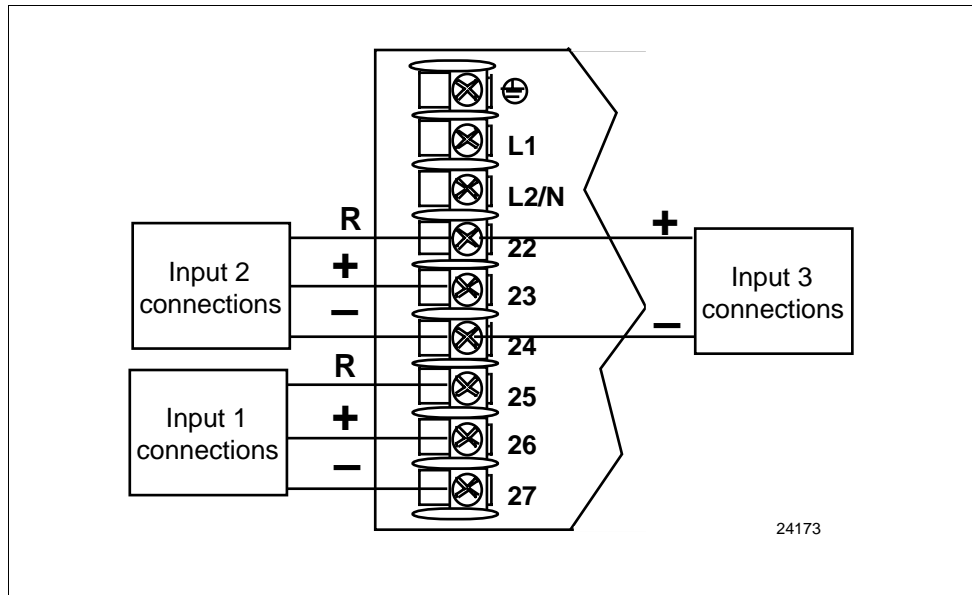 L1
L2/N
R
22
+
Input 2
connections
+
23
−
Input 3
connections
−
24
R
25
Input 1
connections
+
26
−
27
24173